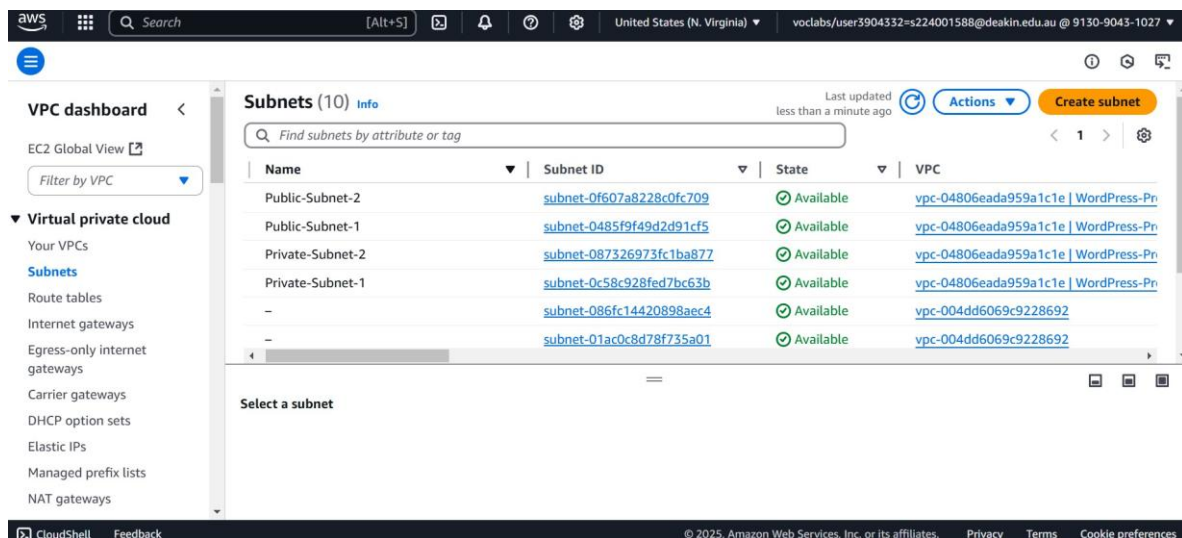 aws Search [Alt+S] United States (N. Virginia) ▼ voclabs/user3904332=s224001588@deakin.edu.au @ 9130-9043-1027 ▼
VPC dashboard
EC2 Global View
Filter by VPC
Virtual private cloud
Your VPCs
Subnets
Route tables
Internet gateways
Egress-only internet
gateways
Carrier gateways
DHCP option sets
Elastic IPs
Managed prefix lists
NAT gateways
Subnets (10) Info
Last updated
less than a minute ago
Actions ▼
Create subnet
Find subnets by attribute or tag
1
Name Subnet ID State VPC
Public-Subnet-2 subnet-0f607a8228c0fc709 Available vpc-04806eada959a1c1e | WordPress-Pr
Public-Subnet-1 subnet-0485f9f49d2d91cf5 Available vpc-04806eada959a1c1e | WordPress-Pr
Private-Subnet-2 subnet-087326973fc1ba877 Available vpc-04806eada959a1c1e | WordPress-Pr
Private-Subnet-1 subnet-0c58c928fed7bc63b Available vpc-04806eada959a1c1e | WordPress-Pr
– subnet-086fc14420898aec4 Available vpc-004dd6069c9228692
– subnet-01ac0c8d78f735a01 Available vpc-004dd6069c9228692
Select a subnet
CloudShell Feedback © 2025, Amazon Web Services, Inc. or its affiliates. Privacy Terms Cookie preferences